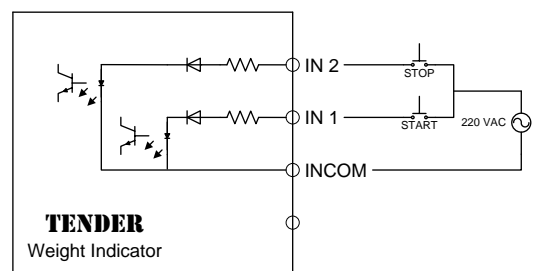 IN 2
STOP
IN 1
START
220 VAC
INCOM
TENDER
Weight Indicator